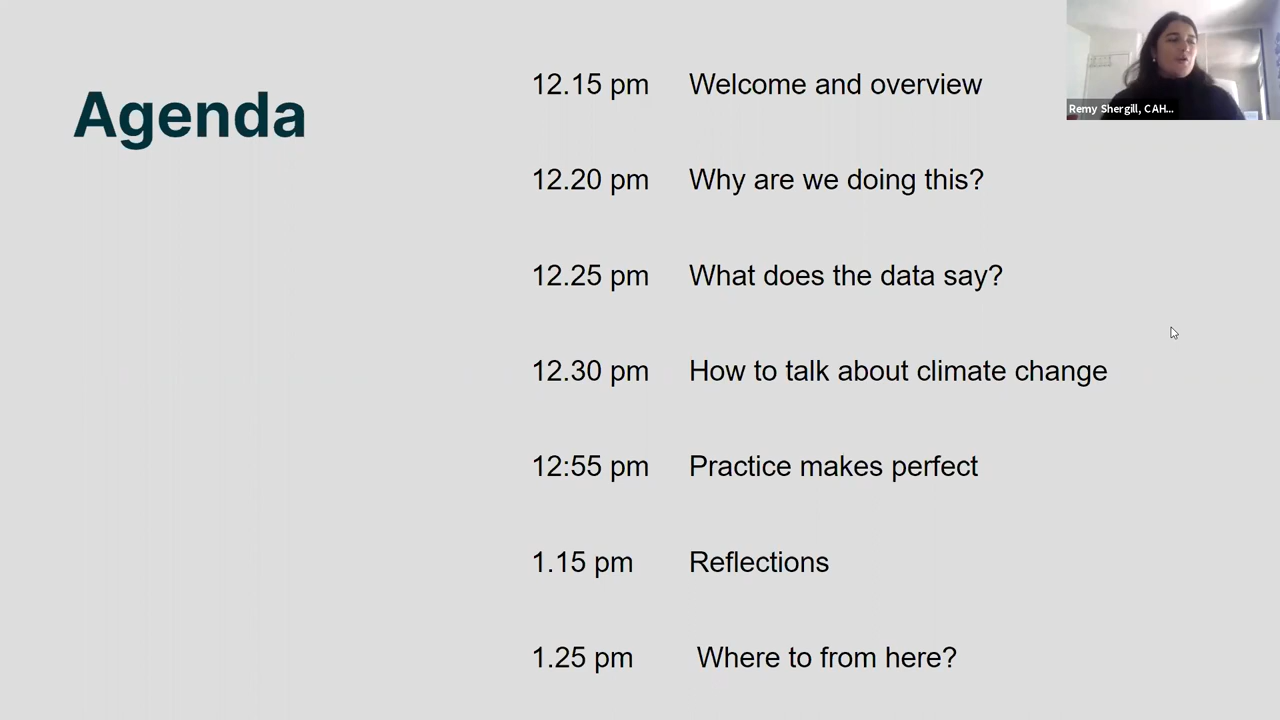 Agenda
12.15 pm Welcome and overview
12.20 pm Why are we doing this?
12.25 pm What does the data say?
12.30 pm How to talk about climate change
12:55 pm Practice makes perfect
1.15 pm Reflections
1.25 pm Where to from here?
Remy Shergill, CAH...